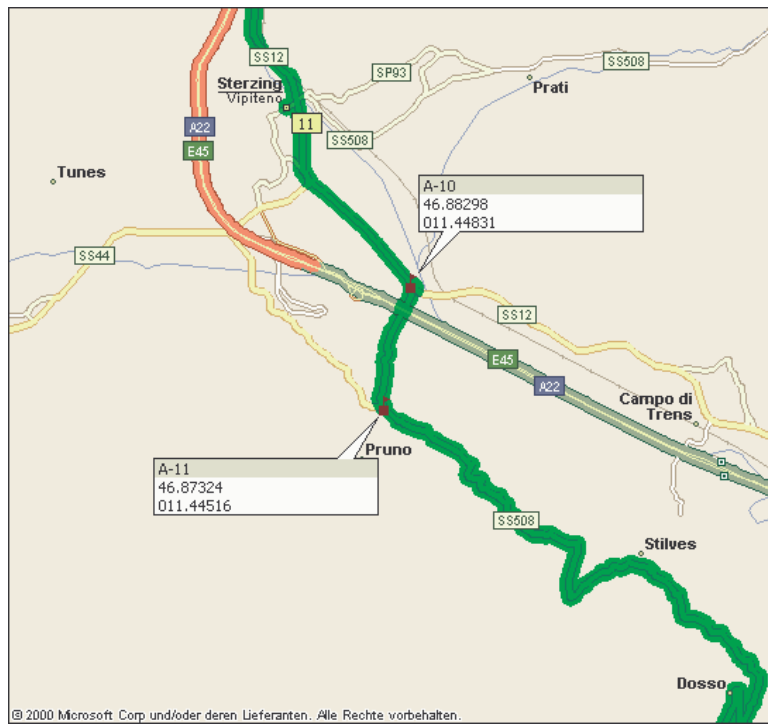 SS12
SP93
SS508
Sterzing
Vipiteno
Prati
11
A22
E45
SS508
Tunes
A-10
46.88298
011.44831
SS44
SS12
E45
A22
Campo di
Trens
Pruno
A-11
46.87324
011.44516
SS508
Stilves
Dosso
© 2000 Microsoft Corp und/oder deren Lieferanten. Alle Rechte vorbehalten.